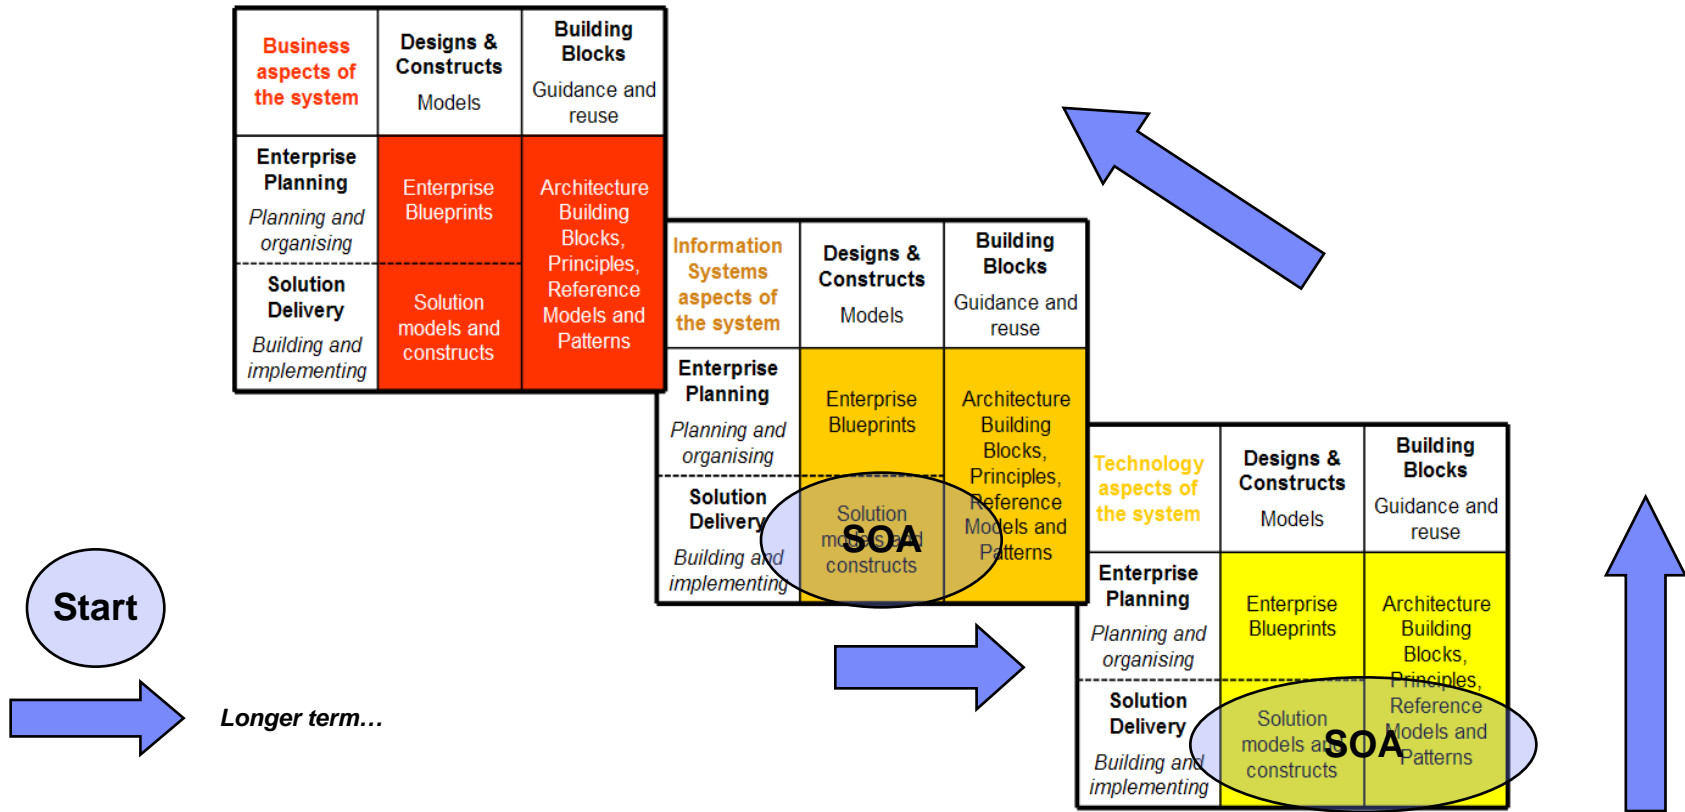 Business
aspects of
the system
Designs &
Constructs
Models
Building
Blocks
Guidance and
reuse
Enterprise
Planning
Planning and
organising
Enterprise
Blueprints
Architecture
Building
Blocks,
Principles,
Reference
Models and
Patterns
Solution
Delivery
Building and
implementing
Solution
models and
constructs
Information
Systems
aspects of
the system
Designs &
Constructs
Models
Building
Blocks
Guidance and
reuse
Enterprise
Planning
Planning and
organising
Enterprise
Blueprints
Architecture
Building
Blocks,
Principles,
Reference
Models and
Patterns
Solution
Delivery
Building and
implementing
Solution
models and
constructs
SOA
Technology
aspects of
the system
Designs &
Constructs
Models
Building
Blocks
Guidance and
reuse
Enterprise
Planning
Planning and
organising
Enterprise
Blueprints
Architecture
Building
Blocks,
Principles,
Reference
Models and
Patterns
Solution
Delivery
Building and
implementing
Solution
models and
constructs
SOA
Start
Longer term…